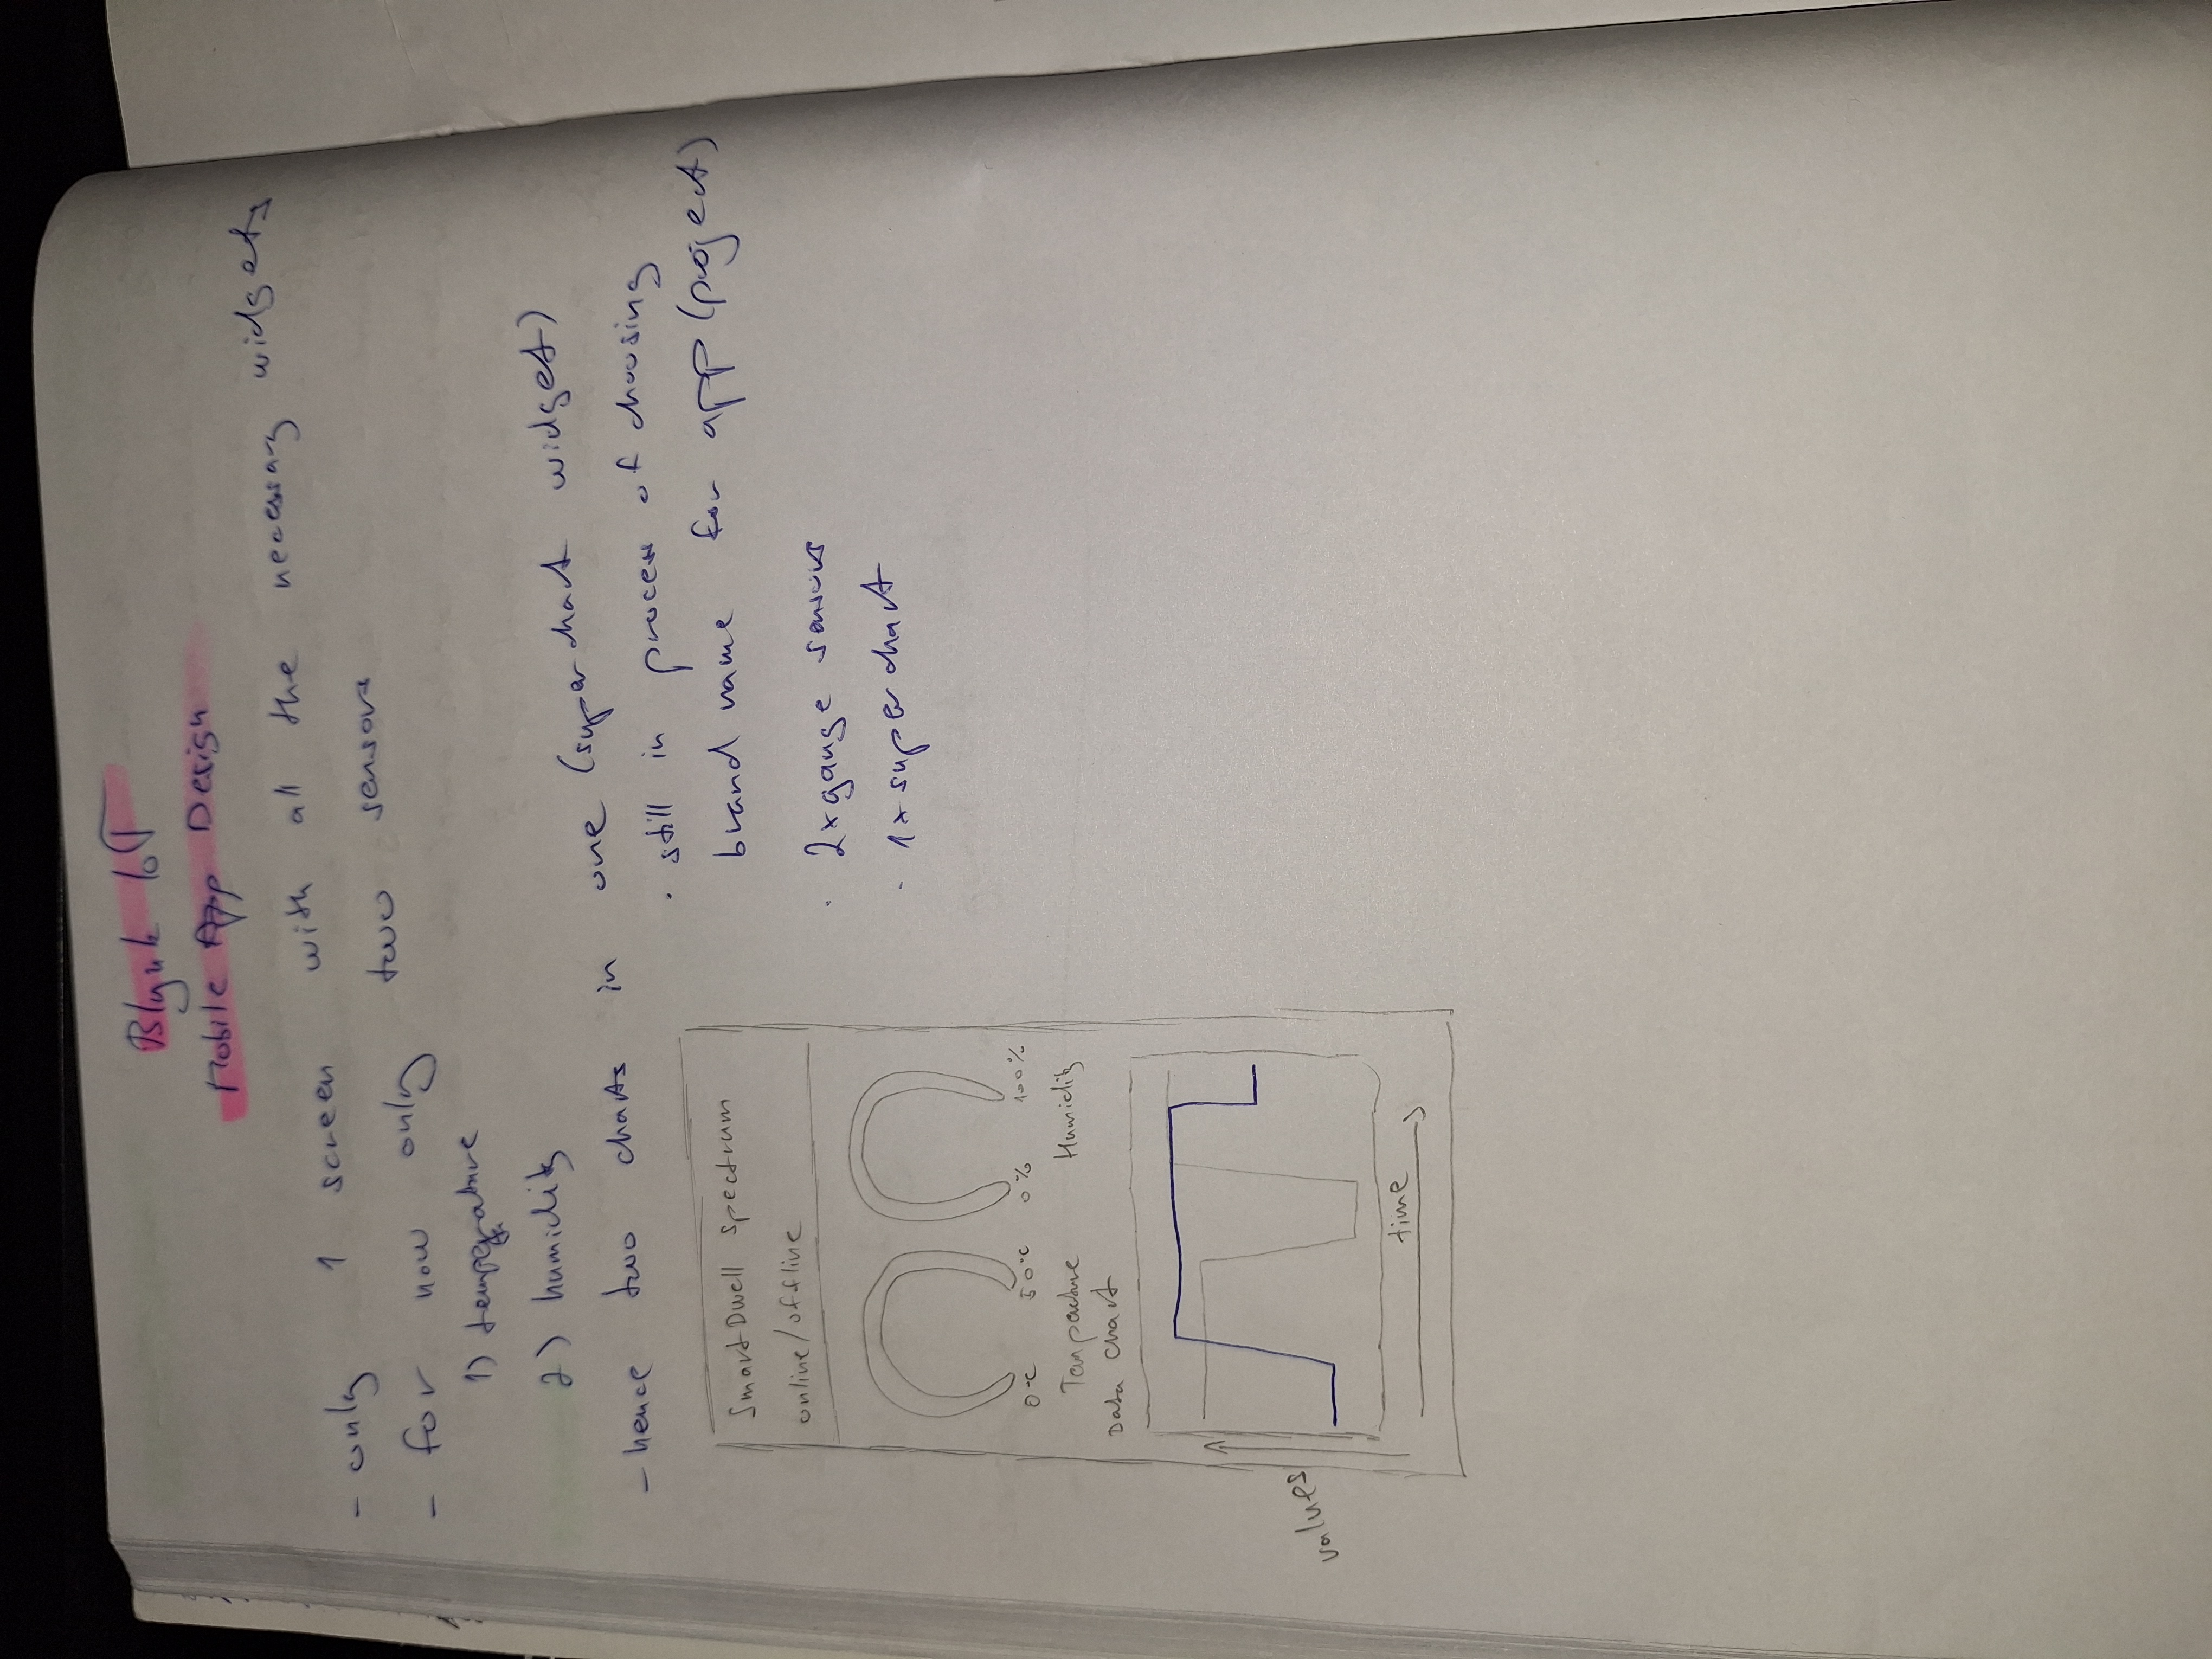 Blynk IoT
Mobile App Design
- only 1 screen with all the necessary widgets
- for now only two sensors
1) temperature
2) humidity
- hence two charts in one (superchart widget)
· still in process of choosing
brand name for app (project)
· 2x gauge sensors
· 1x superchart
SmartDwell spectrum
online/offline
0°C 50°C 0% 100%
Temparture Humidity
Data Chart
values
time